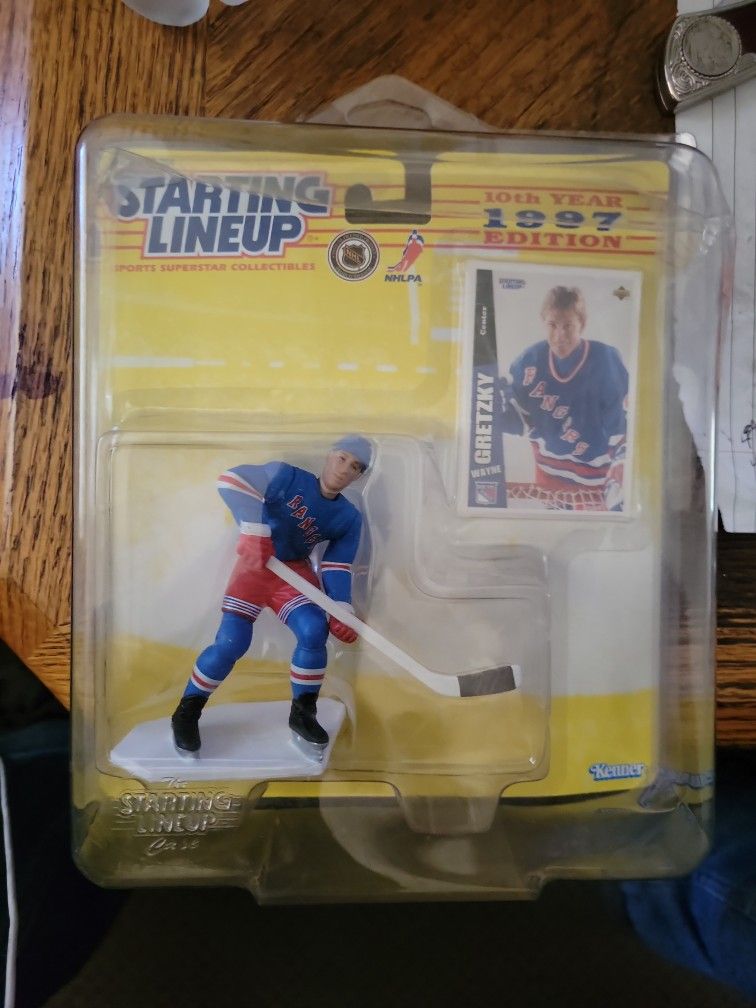 STARTING
LINEUP
SPORTS SUPERSTAR COLLECTIBLES
NHLPA
10th YEAR
1997
EDITION
STARTING
LINEUP
Center
WAYNE
GRETZKY
RANGERS
RANGE
Kenner
The
STARTING
LINEUP
Case